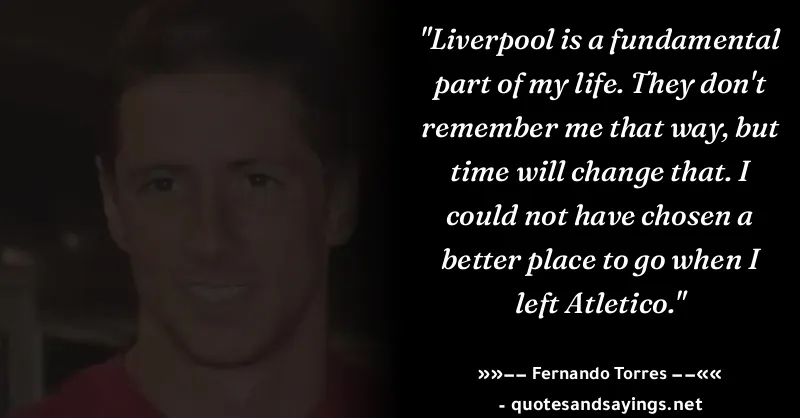 "Liverpool is a fundamental
part of my life. They don't
remember me that way, but
time will change that. I
could not have chosen a
better place to go when I
left Atletico."
»»−− Fernando Torres −−««
- quotesandsayings.net